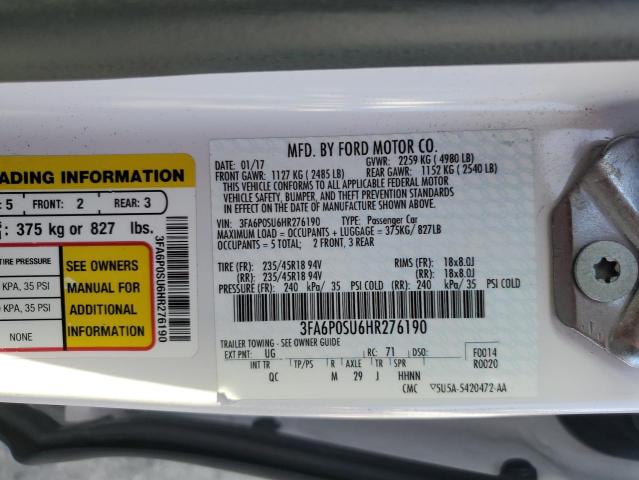 ADING INFORMATION
: 5 FRONT: 2 REAR: 3
: 375 kg or 827 lbs.
IRE PRESSURE
KPA, 35 PSI
KPA, 35 PSI
NONE
SEE OWNERS
MANUAL FOR
ADDITIONAL
INFORMATION
3FA6P0SU6HR276190
MFD. BY FORD MOTOR CO.
DATE: 01/17 GVWR: 2259 KG ( 4980 LB)
FRONT GAWR: 1127 KG ( 2485 LB) REAR GAWR: 1152 KG ( 2540 LB)
THIS VEHICLE CONFORMS TO ALL APPLICABLE FEDERAL MOTOR
VEHICLE SAFETY, BUMPER, AND THEFT PREVENTION STANDARDS
IN EFFECT ON THE DATE OF MANUFACTURE SHOWN ABOVE.
VIN: 3FA6P0SU6HR276190 TYPE: Passenger Car
MAXIMUM LOAD = OCCUPANTS + LUGGAGE = 375KG/ 827LB
OCCUPANTS = 5 TOTAL; 2 FRONT, 3 REAR
TIRE (FR): 235/45R18 94V RIMS (FR): 18x8.0J
(RR): 235/45R18 94V (RR): 18x8.0J
PRESSURE (FR): 240 kPa/ 35 PSI COLD (RR): 240 kPa/ 35 PSI COLD
3FA6P0SU6HR276190
TRAILER TOWING - SEE OWNER GUIDE
EXT PNT: UG RC: 71 DSO: F0014
INT TR TP/PS R AXLE TR SPR R0020
QC M 29 J HHNN
CMC ▽5U5A-5420472-AA